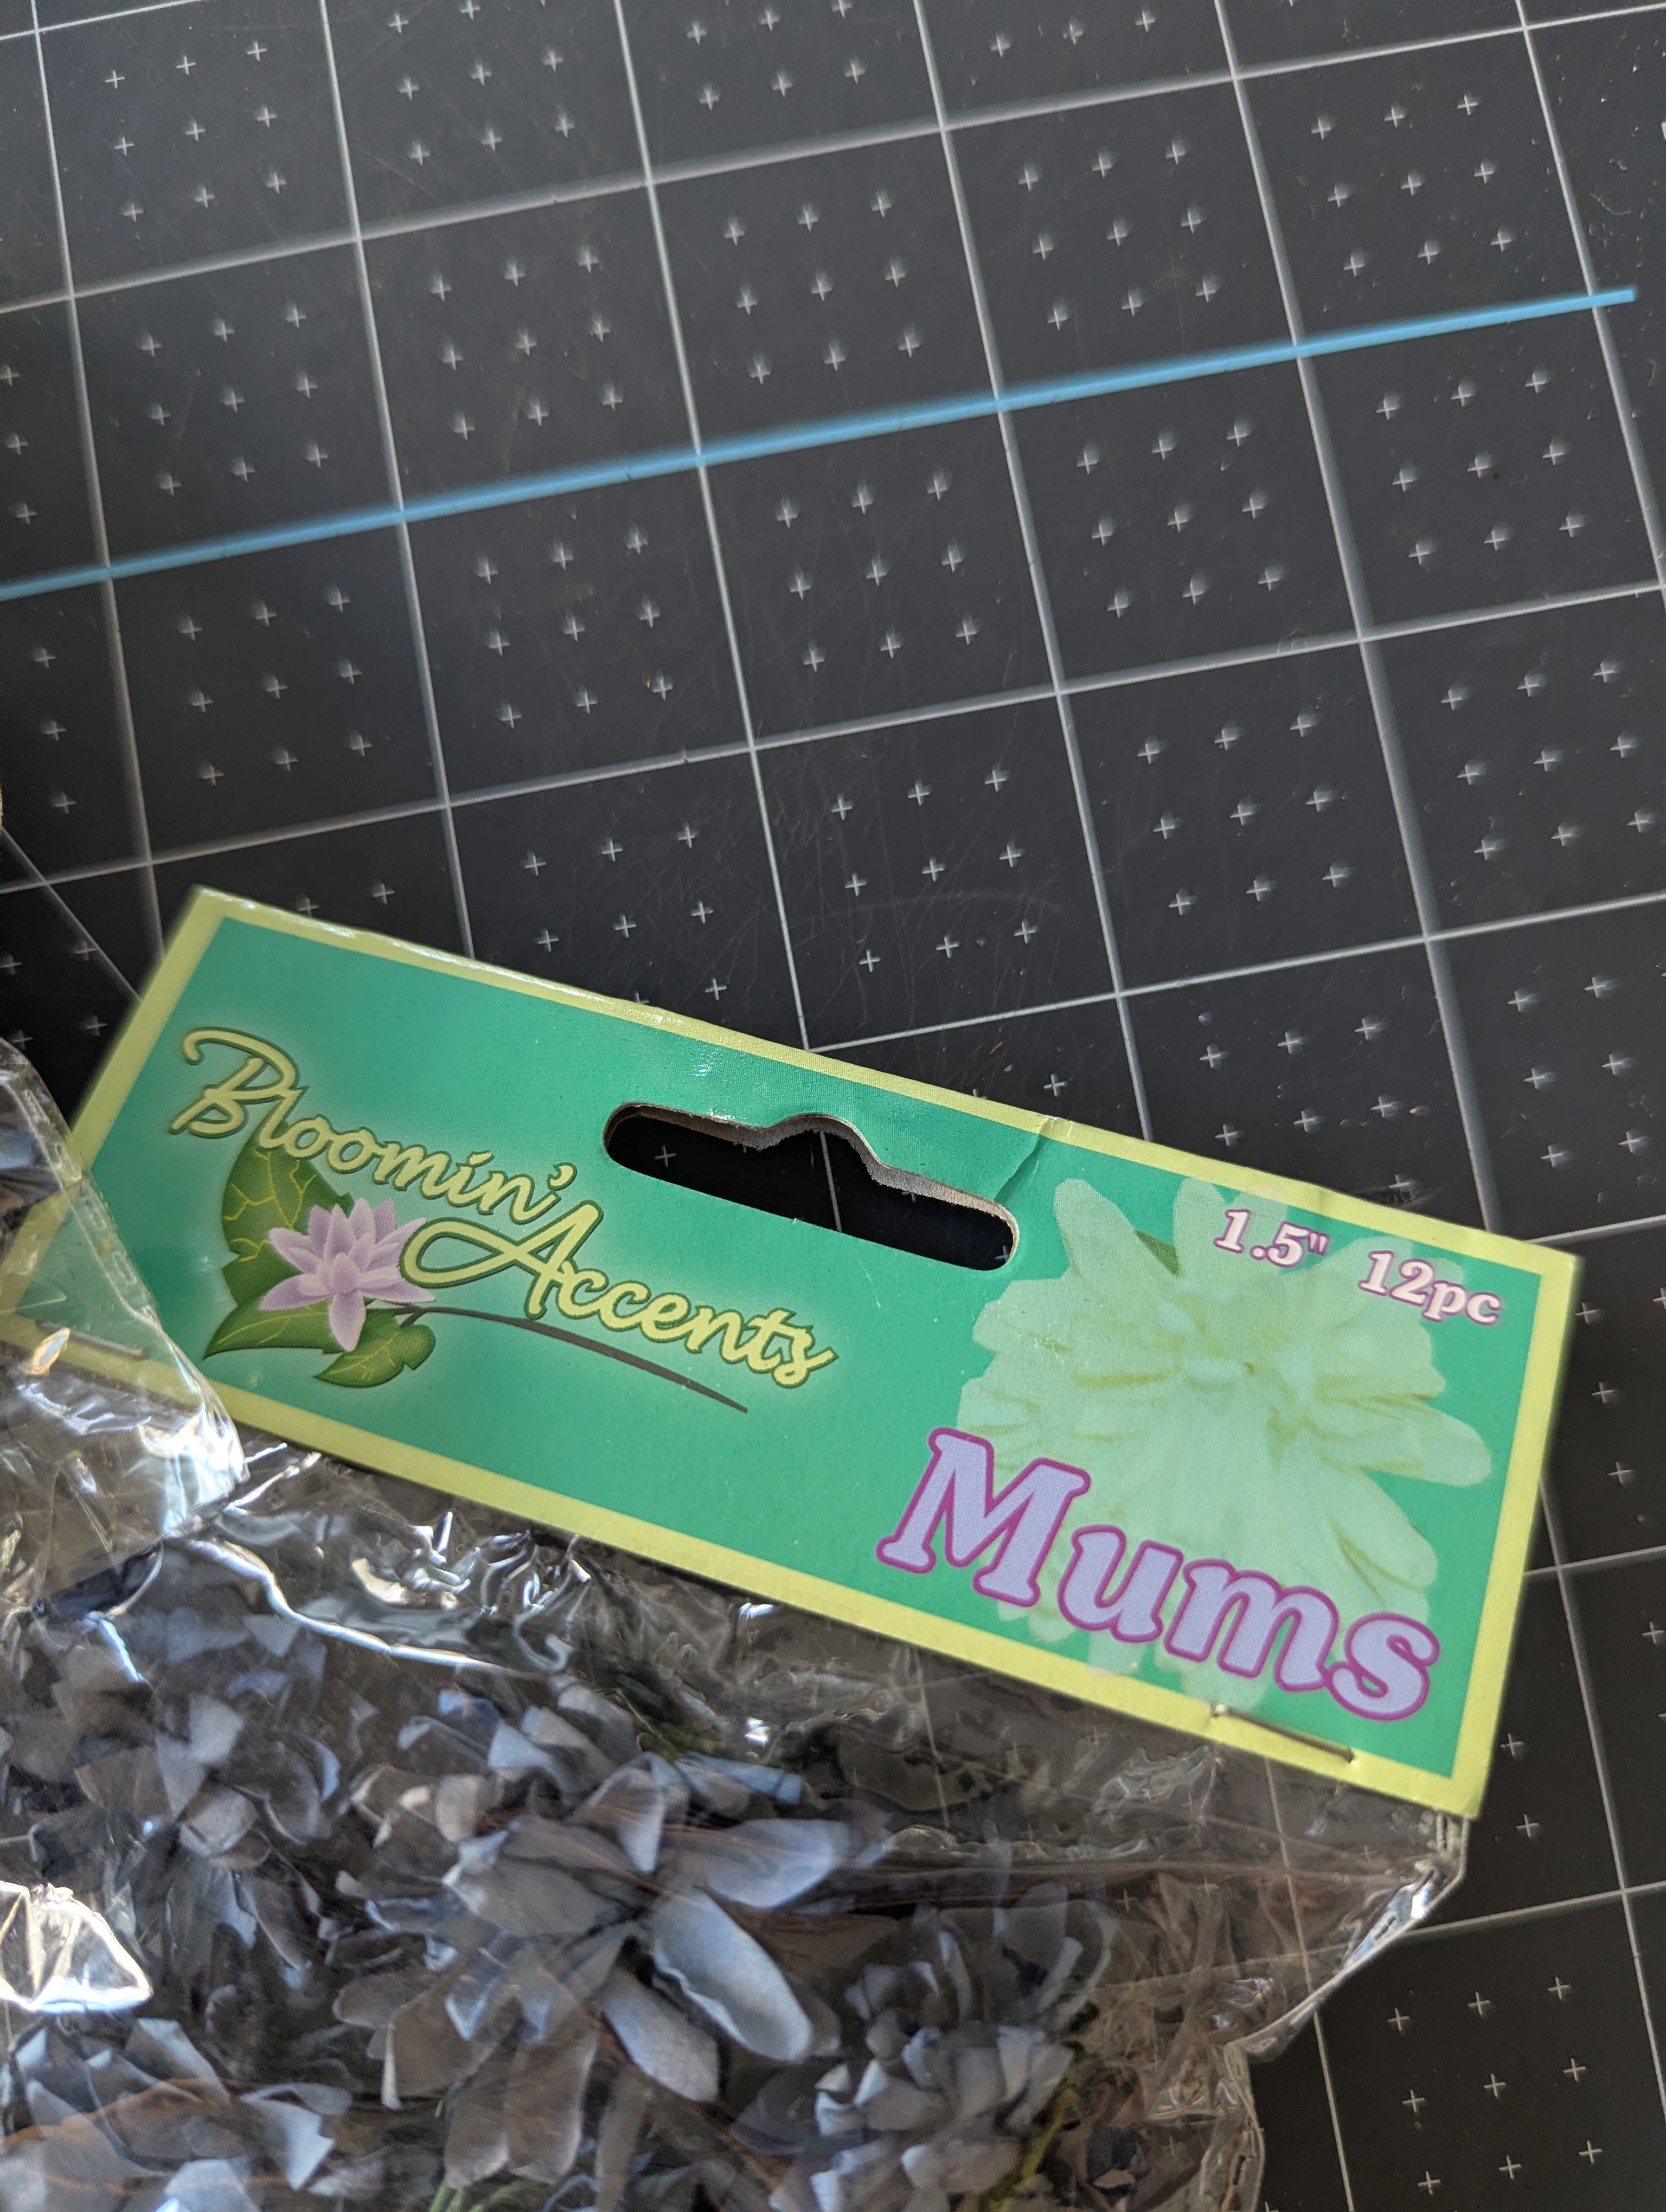 Bloomin'
Accents
1.5" 12pc
Mums